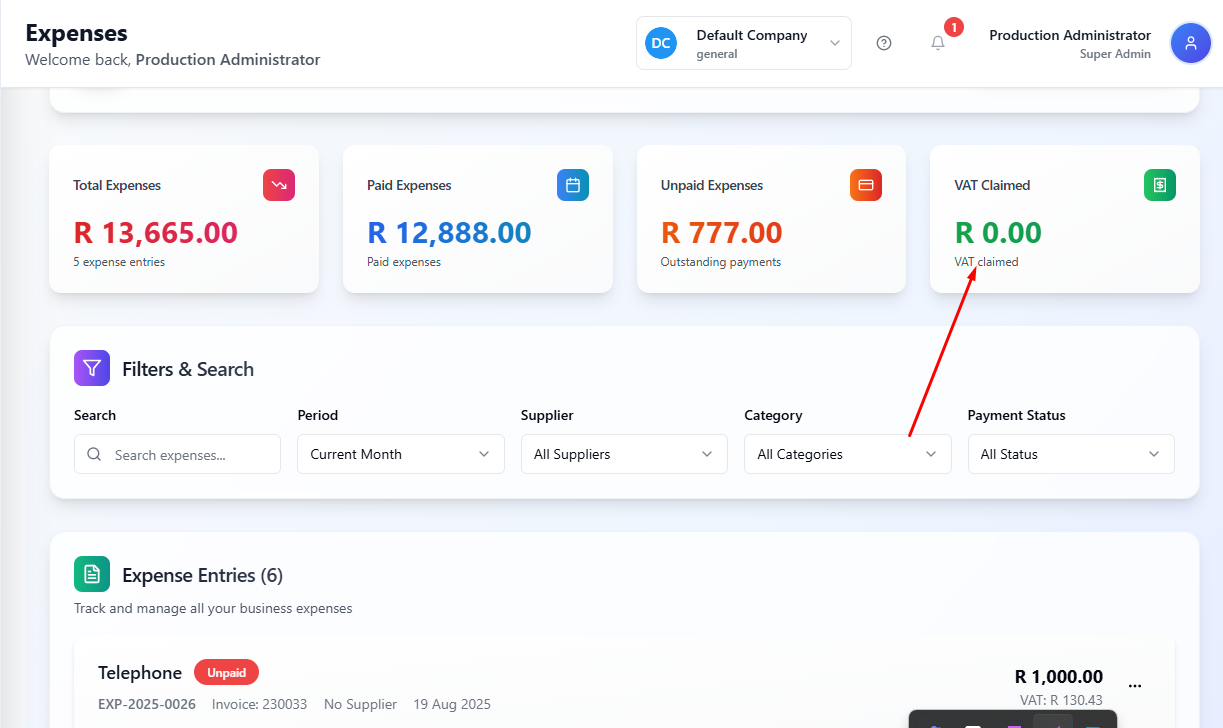 Expenses
Welcome back, Production Administrator
DC
Default Company
general
1
Production Administrator
Super Admin
Total Expenses
R 13,665.00
5 expense entries
Paid Expenses
R 12,888.00
Paid expenses
Unpaid Expenses
R 777.00
Outstanding payments
VAT Claimed
R 0.00
VAT claimed
Filters & Search
Search
Search expenses...
Period
Current Month
Supplier
All Suppliers
Category
All Categories
Payment Status
All Status
Expense Entries (6)
Track and manage all your business expenses
Telephone
Unpaid
R 1,000.00
...
EXP-2025-0026 Invoice: 230033 No Supplier 19 Aug 2025
VAT: R 130.43